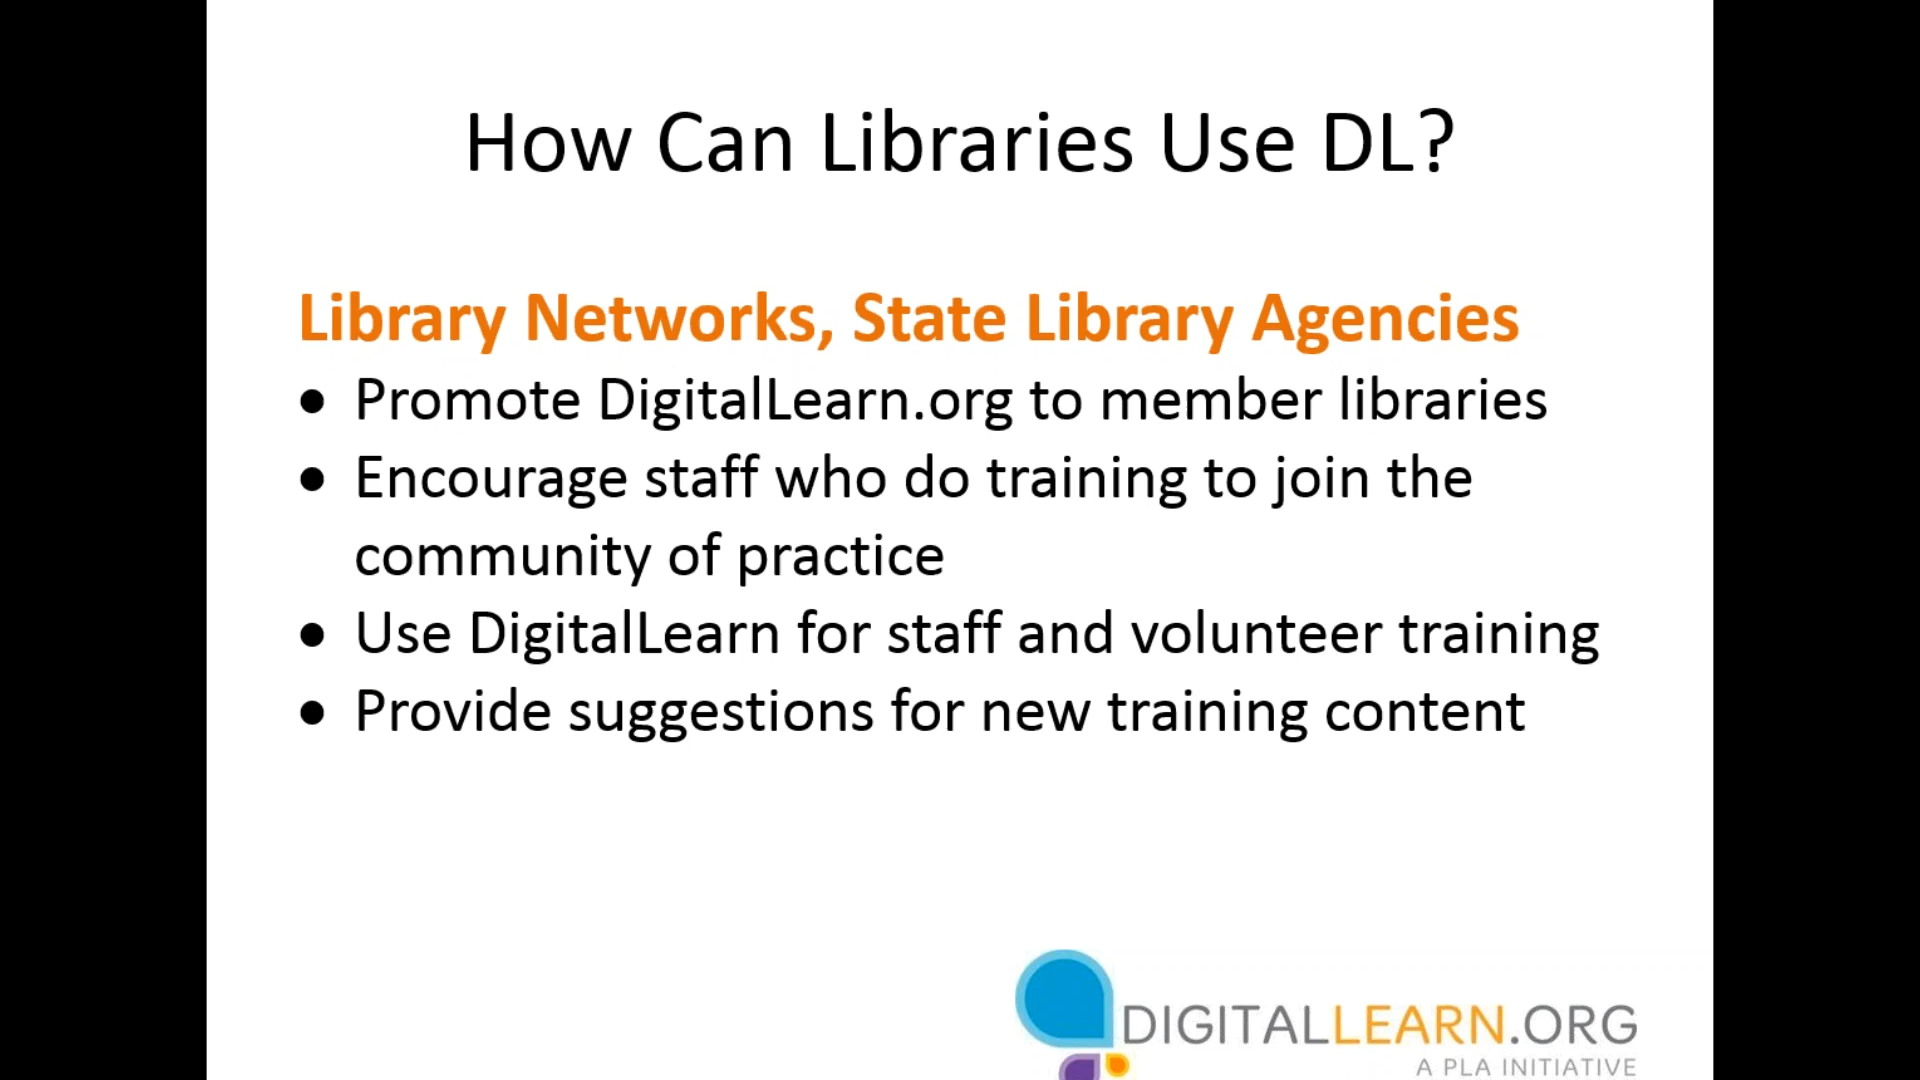 How Can Libraries Use DL?
Library Networks, State Library Agencies
• Promote DigitalLearn.org to member libraries
• Encourage staff who do training to join the
community of practice
• Use DigitalLearn for staff and volunteer training
• Provide suggestions for new training content
DIGITALLEARN.ORG
A PLA INITIATIVE